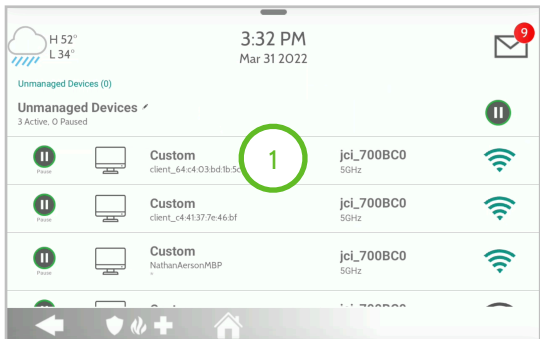 H 52°
L 34°
3:32 PM
Mar 31 2022
9
Unmanaged Devices (0)
Unmanaged Devices
3 Active, 0 Paused
Pause
Custom
client_64:c4:03:bd:1b:5c
1
jci_700BC0
5GHz
Pause
Custom
client_c4:41:37:7e:46:bf
jci_700BC0
5GHz
Pause
Custom
NathanAersonMBP
jci_700BC0
5GHz